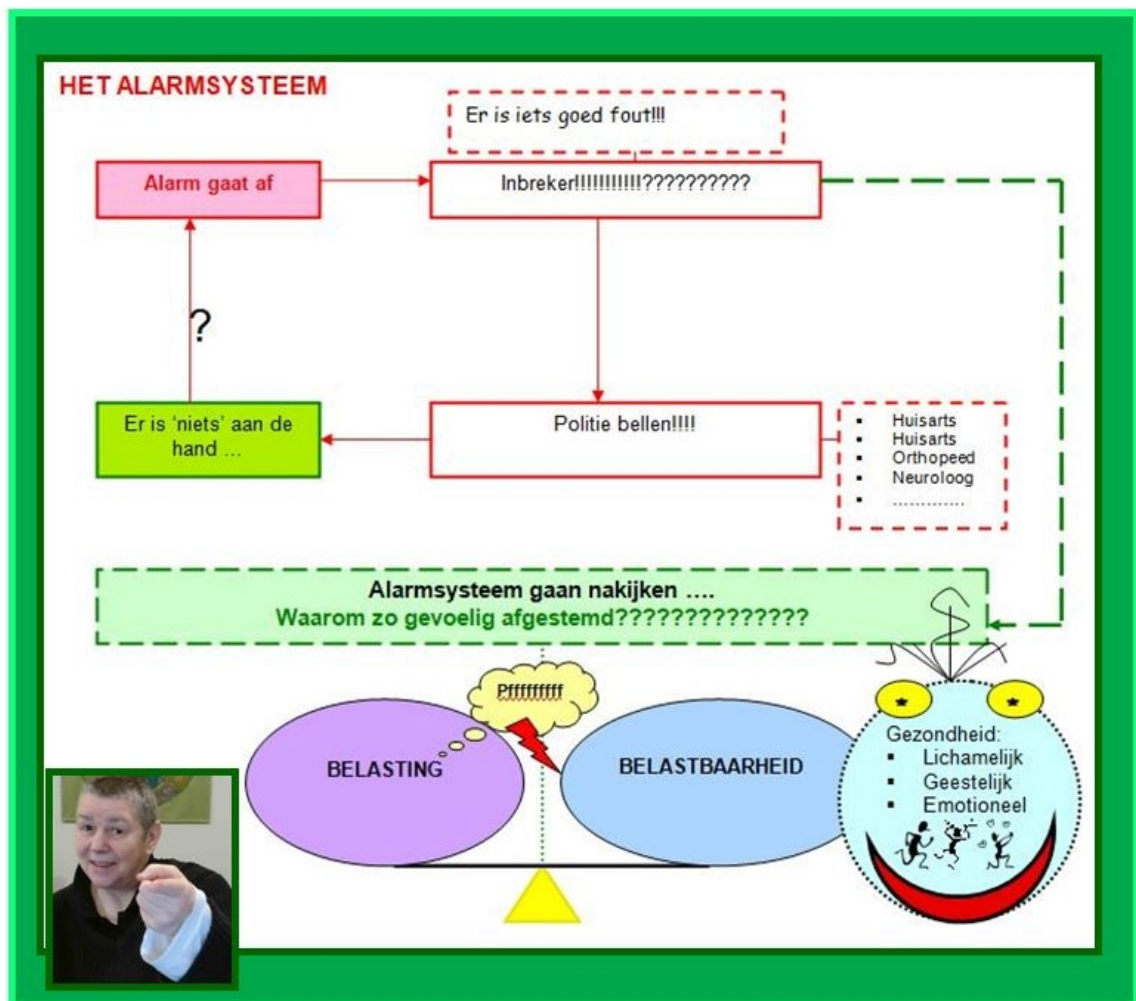 HET ALARMSYSTEEM
Er is iets goed fout!!!
Alarm gaat af
Inbreker!!!!!!!!!!!??????????
?
Er is ‘niets’ aan de
hand ...
Politie bellen!!!!
Huisarts
Huisarts
Orthopeed
Neuroloog
.............
Alarmsysteem gaan nakijken ....
Waarom zo gevoelig afgestemd??????????????
Pfffffffff
BELASTING
BELASTBAARHEID
Gezondheid:
Lichamelijk
Geestelijk
Emotioneel